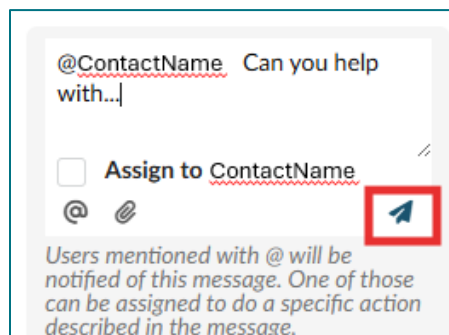 @ContactName Can you help
with...
Assign to ContactName
@
Users mentioned with @ will be
notified of this message. One of those
can be assigned to do a specific action
described in the message.